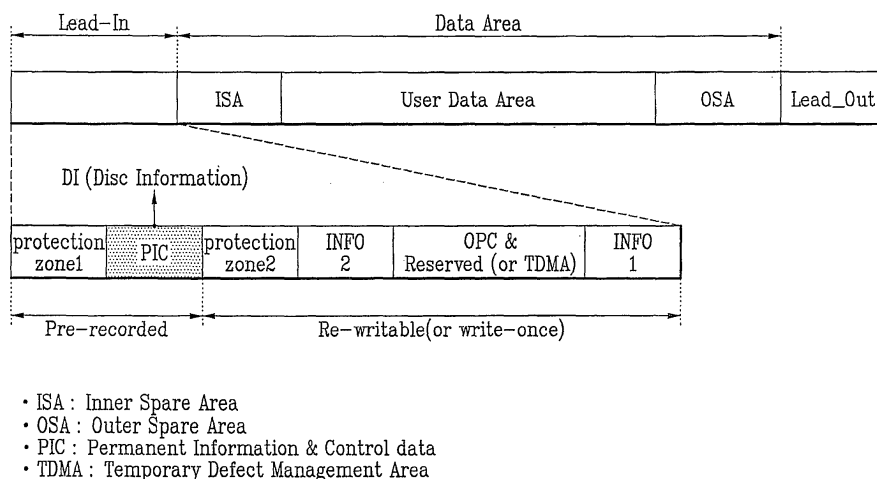 Lead-In Data Area
ISA User Data Area OSA Lead_Out
DI (Disc Information)
protection zone1
PIC
protection zone2
INFO 2
OPC & Reserved (or TDMA)
INFO 1
Pre-recorded Re-writable(or write-once)
• ISA : Inner Spare Area
• OSA : Outer Spare Area
• PIC : Permanent Information & Control data
• TDMA : Temporary Defect Management Area